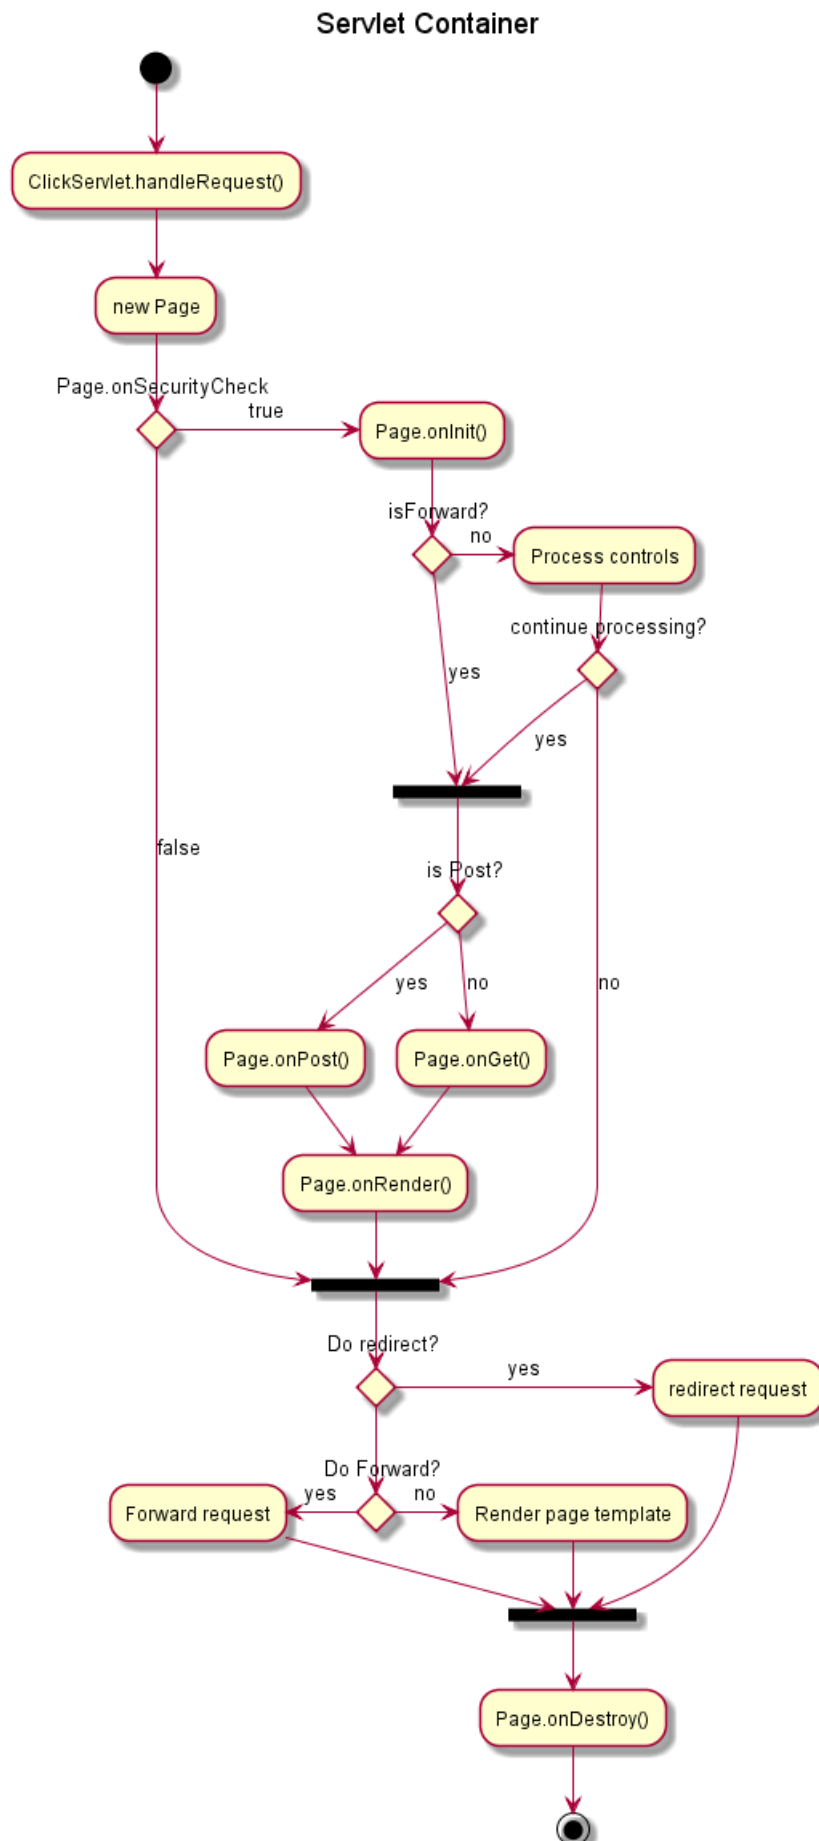 Servlet Container
ClickServlet.handleRequest()
new Page
Page.onSecurityCheck
true
Page.onInit()
isForward?
no
Process controls
continue processing?
yes
yes
false
is Post?
yes
no
no
Page.onPost()
Page.onGet()
Page.onRender()
Do redirect?
yes
redirect request
Do Forward?
yes
no
Forward request
Render page template
Page.onDestroy()